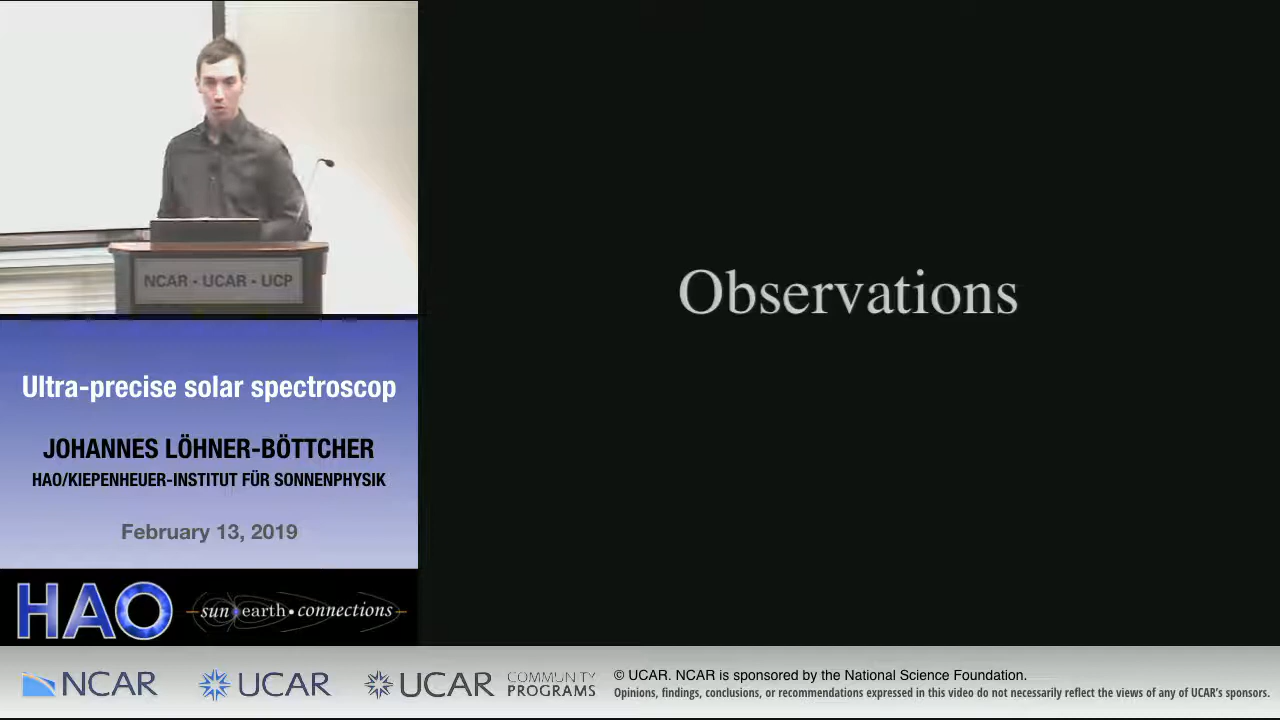 NCAR - UCAR - UCP
Observations
Ultra-precise solar spectroscop
JOHANNES LÖHNER-BÖTTCHER
HAO/KIEPENHEUER-INSTITUT FÜR SONNENPHYSIK
February 13, 2019
HAO
sun earth • connections
NCAR
UCAR
UCAR
COMMUNITY
PROGRAMS
© UCAR. NCAR is sponsored by the National Science Foundation.
Opinions, findings, conclusions, or recommendations expressed in this video do not necessarily reflect the views of any of UCAR's sponsors.